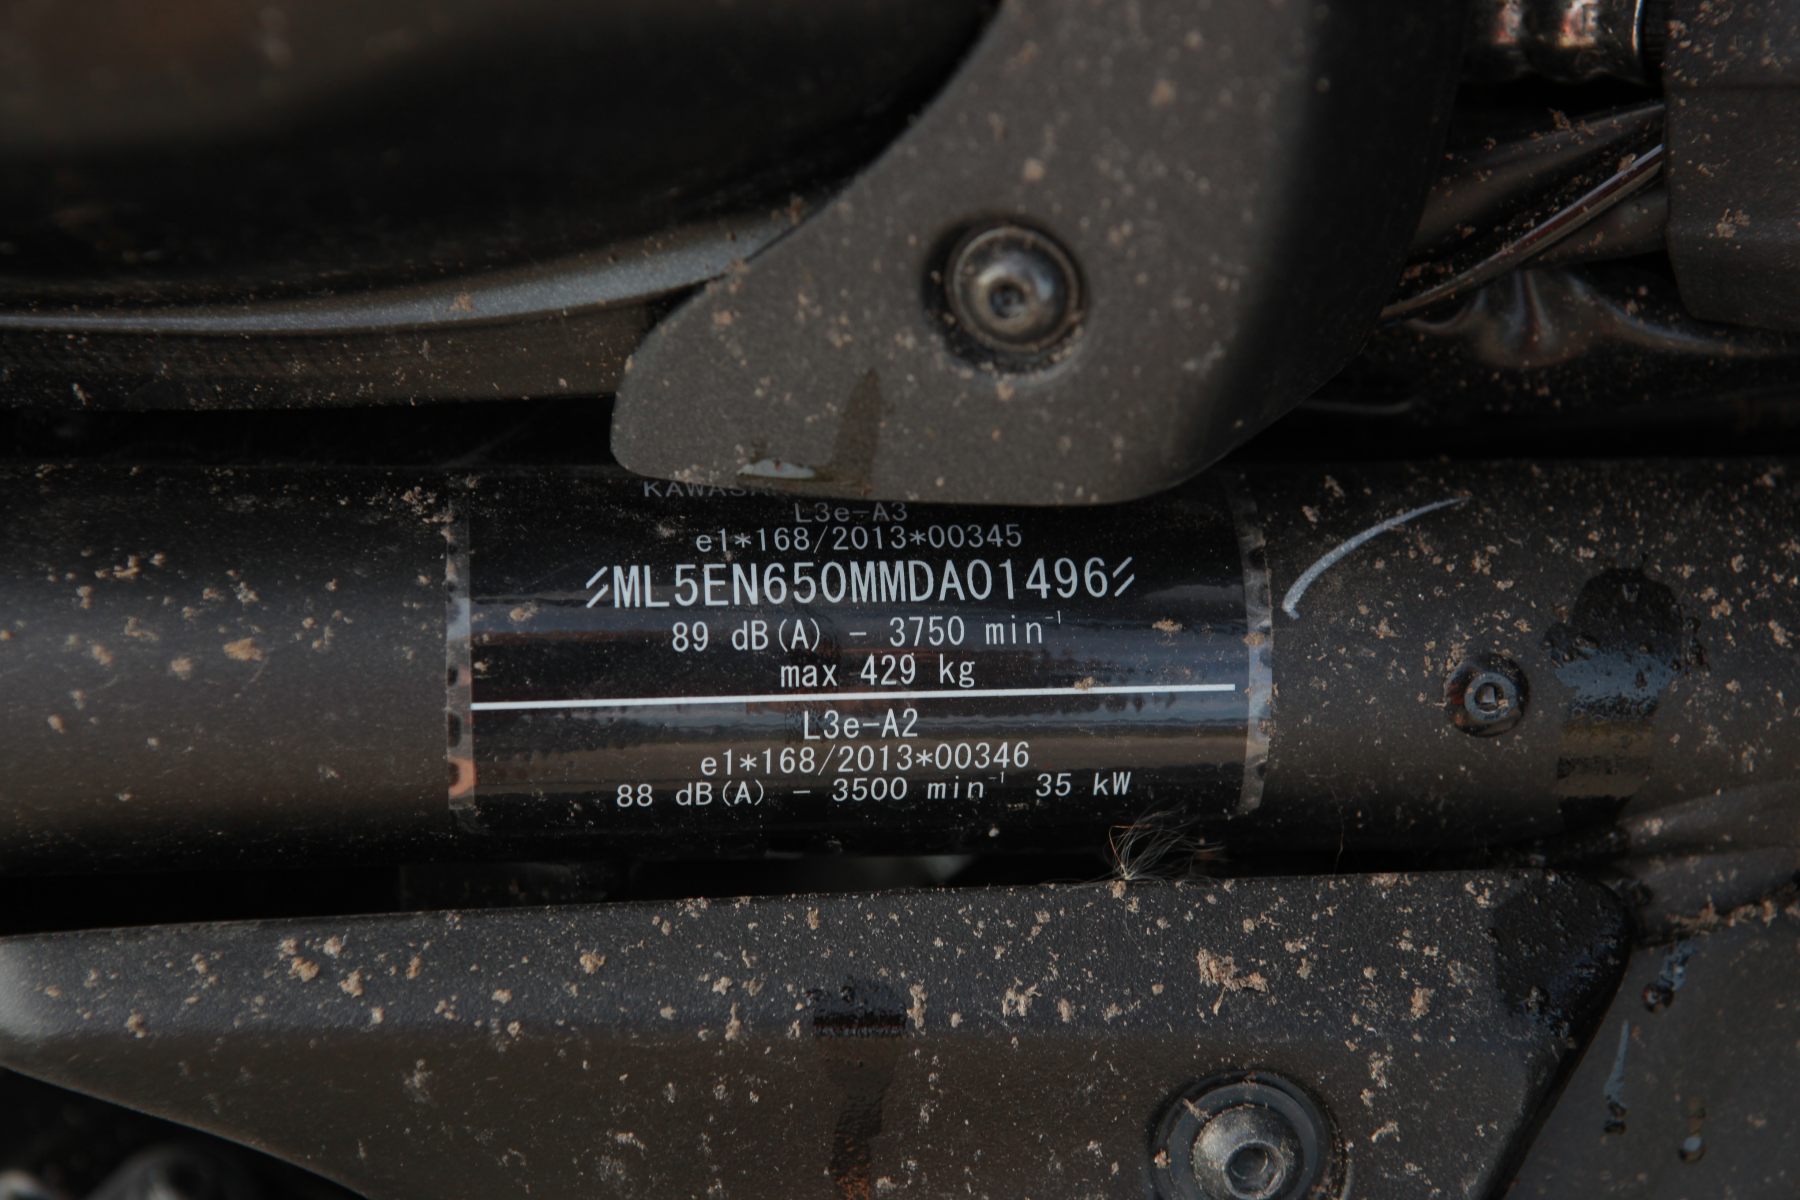 L3e-A3
e1*168/2013*00345
ML5EN650MMDA01496
89 dB(A) - 3750 min⁻¹
max 429 kg
L3e-A2
e1*168/2013*00346
88 dB(A) - 3500 min⁻¹ 35 kW